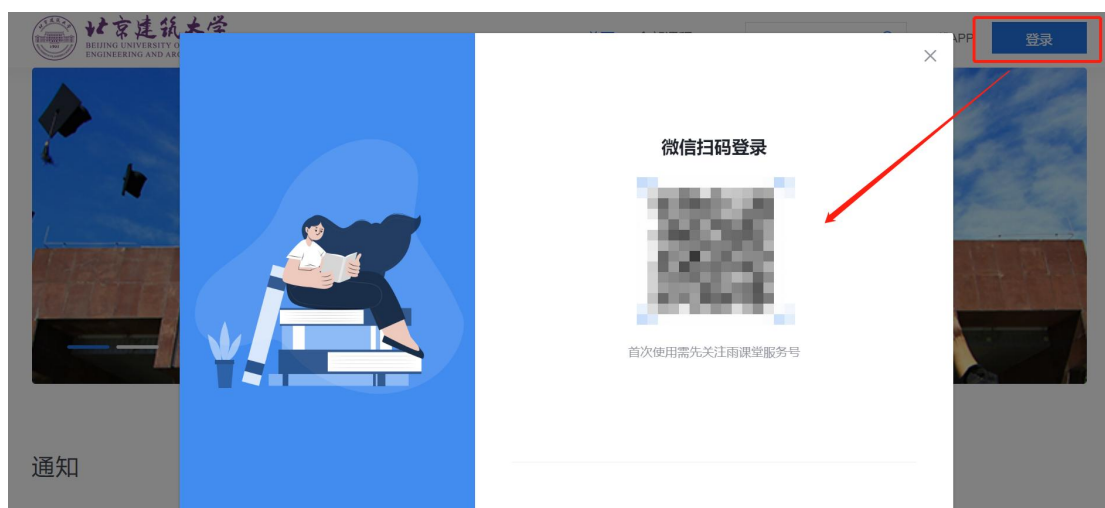 北京建筑大学
BEIJING UNIVERSITY O
ENGINEERING AND AR
APP
登录
微信扫码登录
首次使用需先关注雨课堂服务号
通知